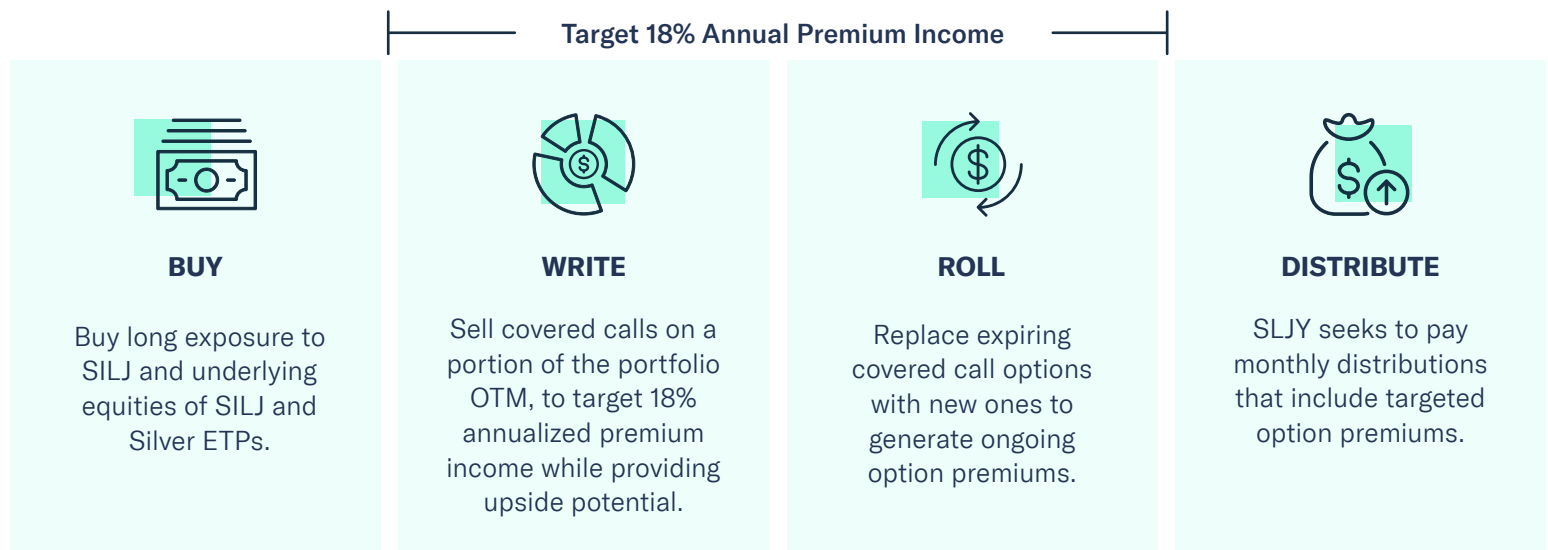 Target 18% Annual Premium Income
BUY
Buy long exposure to
SILJ and underlying
equities of SILJ and
Silver ETPs.
$
WRITE
Sell covered calls on a
portion of the portfolio
OTM, to target 18%
annualized premium
income while providing
upside potential.
$
ROLL
Replace expiring
covered call options
with new ones to
generate ongoing
option premiums.
$
DISTRIBUTE
SLJY seeks to pay
monthly distributions
that include targeted
option premiums.